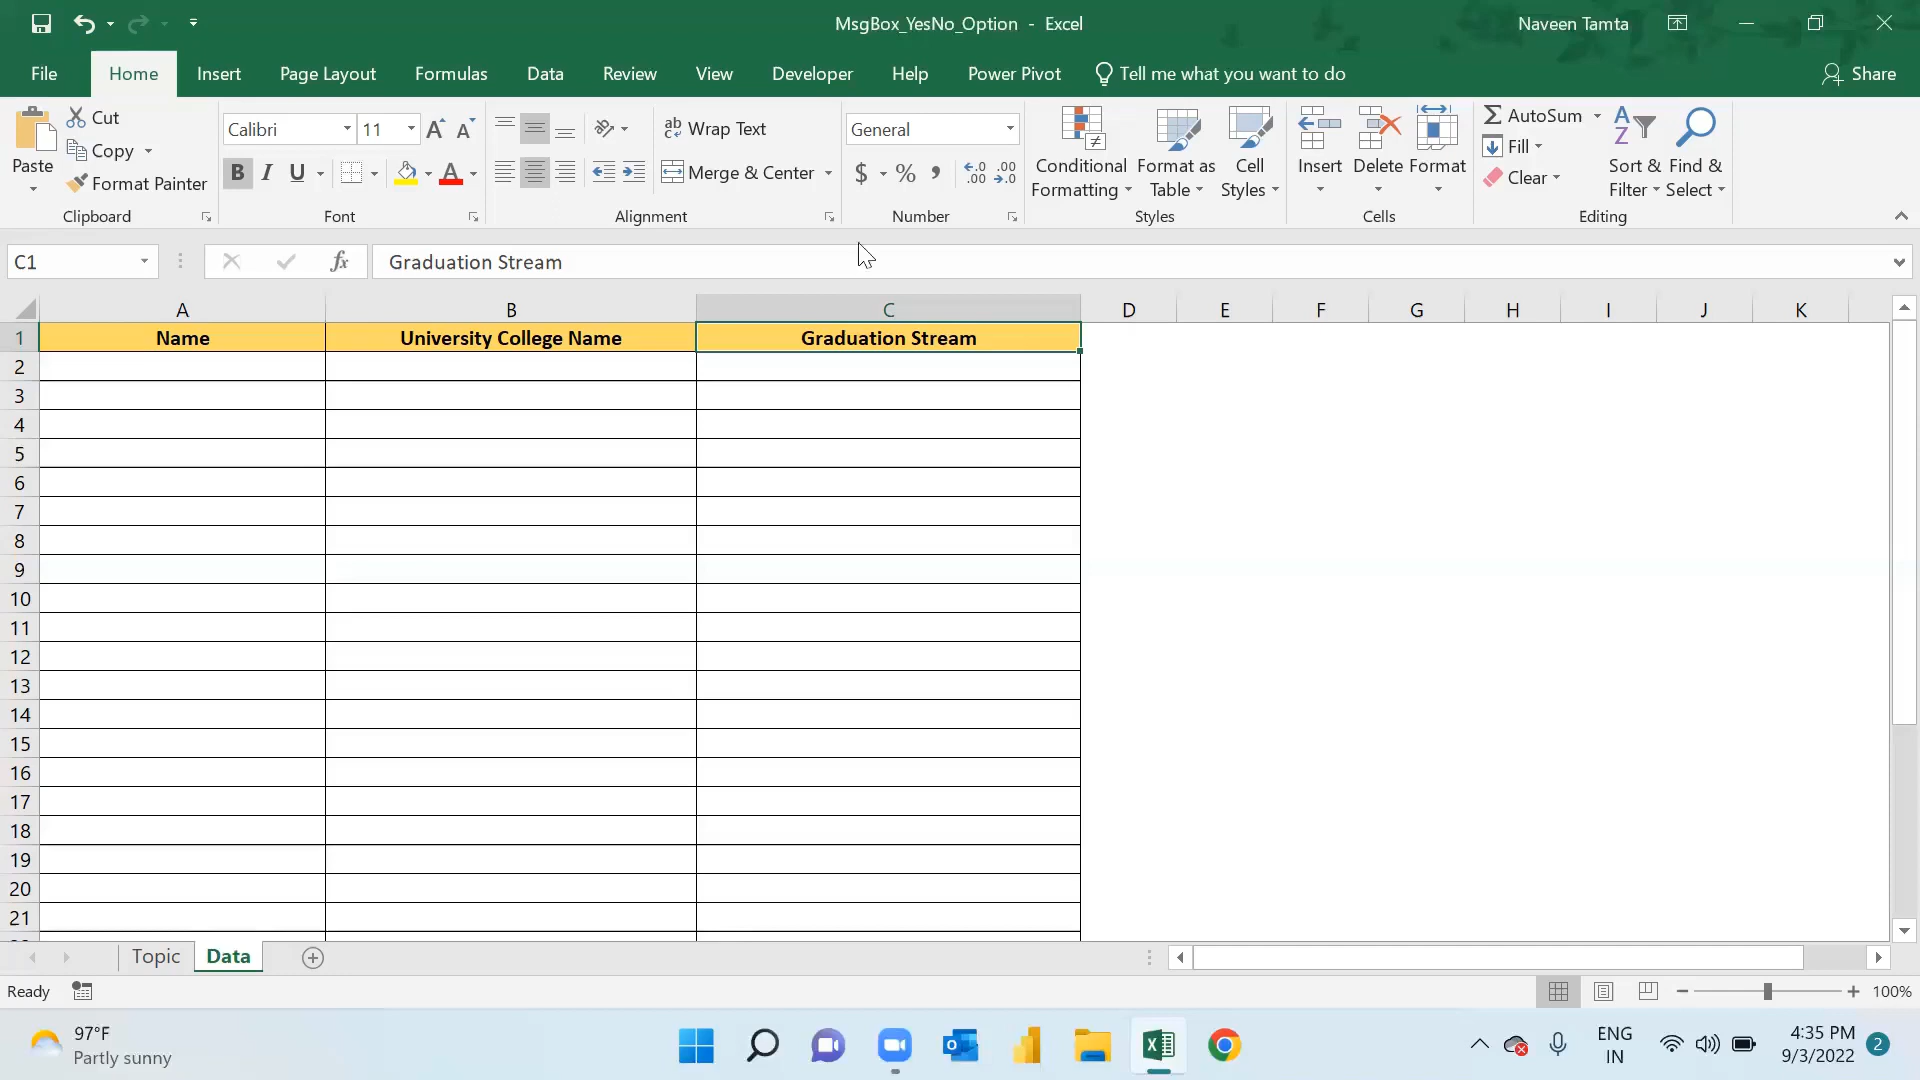 MsgBox_YesNo_Option - Excel
Naveen Tamta
File Home Insert Page Layout Formulas Data Review View Developer Help Power Pivot Tell me what you want to do Share
Paste
Cut
Copy
Format Painter
Clipboard
Calibri 11
B I U
Font
Wrap Text
Merge & Center
Alignment
General
$ % ,
Number
Conditional Formatting
Format as Table
Cell Styles
Styles
Insert Delete Format
Cells
AutoSum
Fill
Clear
Sort & Filter
Find & Select
Editing
C1 fx Graduation Stream
A B C D E F G H I J K
1 Name University College Name Graduation Stream
2
3
4
5
6
7
8
9
10
11
12
13
14
15
16
17
18
19
20
21
Topic Data
Ready 100%
97°F
Partly sunny
ENG
IN
4:35 PM
9/3/2022
2